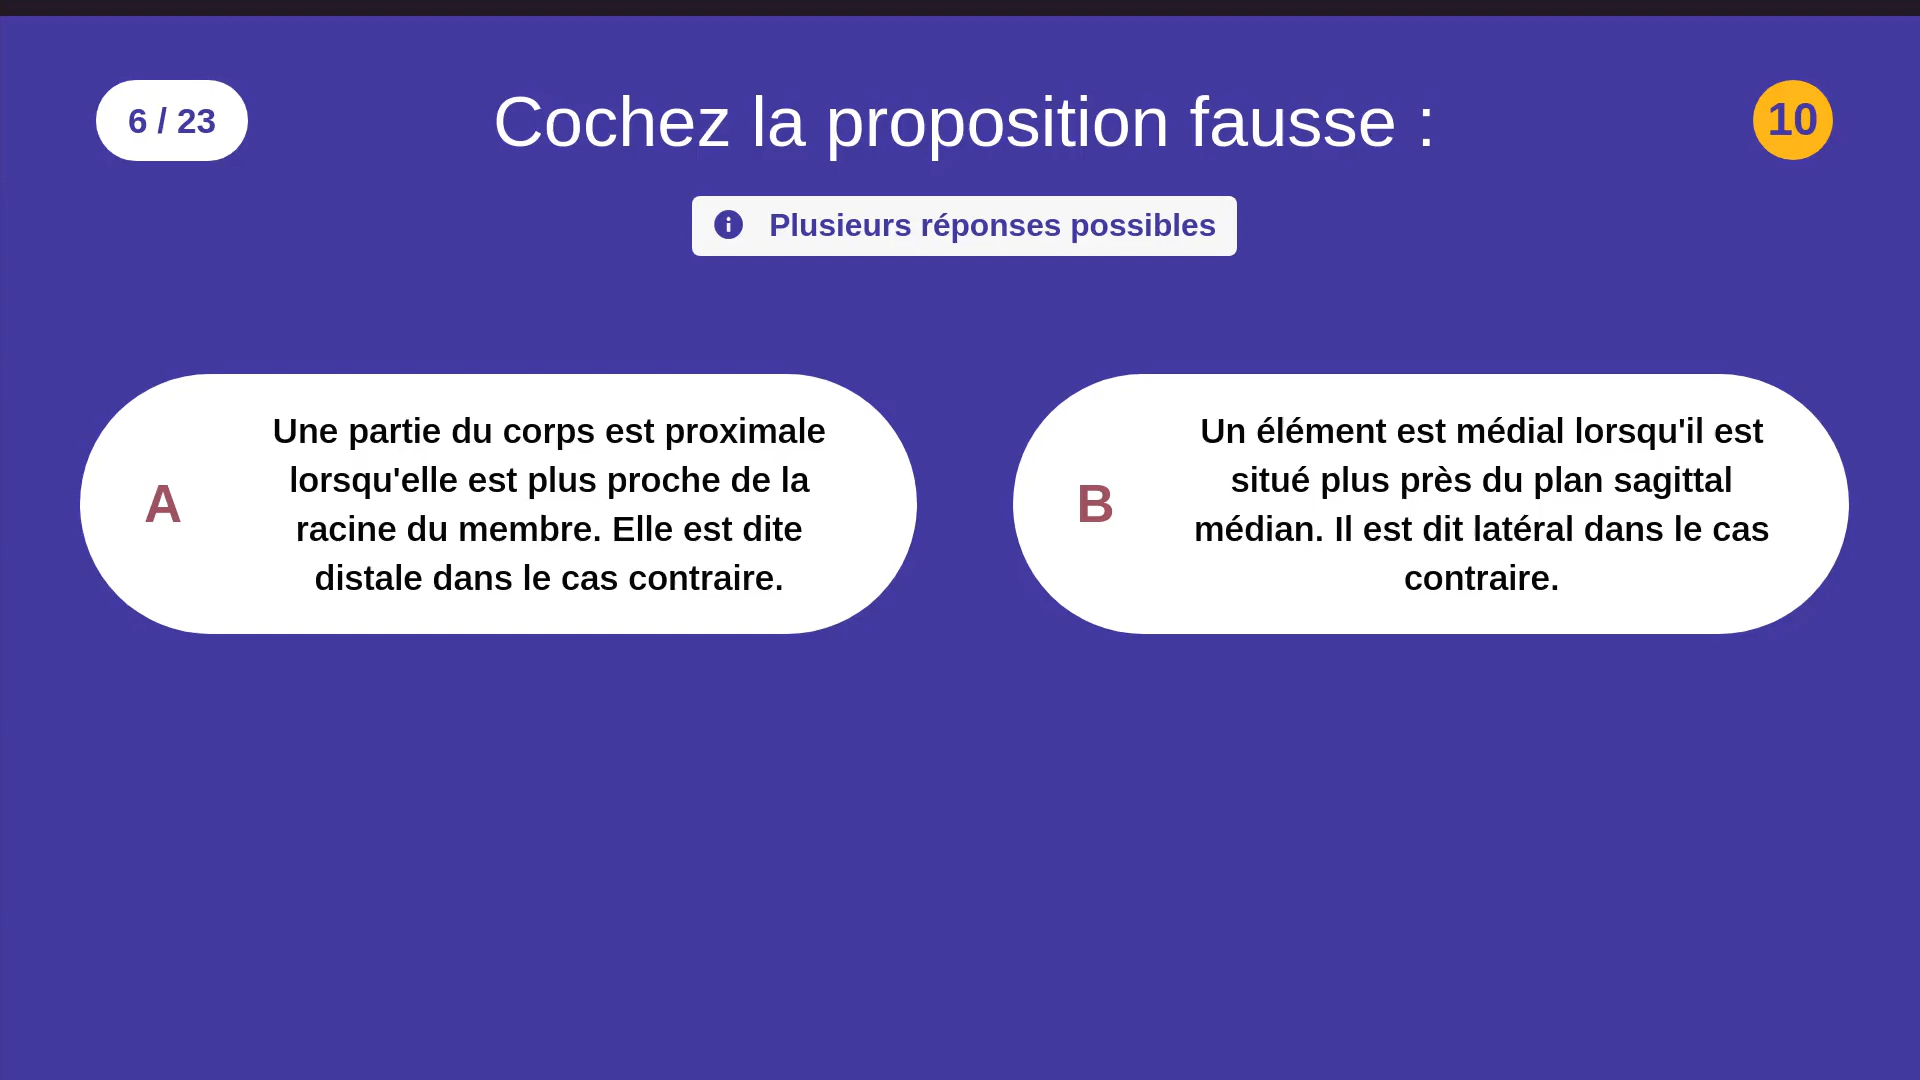 6 / 23
Cochez la proposition fausse :
10
Plusieurs réponses possibles
A
Une partie du corps est proximale
lorsqu'elle est plus proche de la
racine du membre. Elle est dite
distale dans le cas contraire.
B
Un élément est médial lorsqu'il est
situé plus près du plan sagittal
médian. Il est dit latéral dans le cas
contraire.